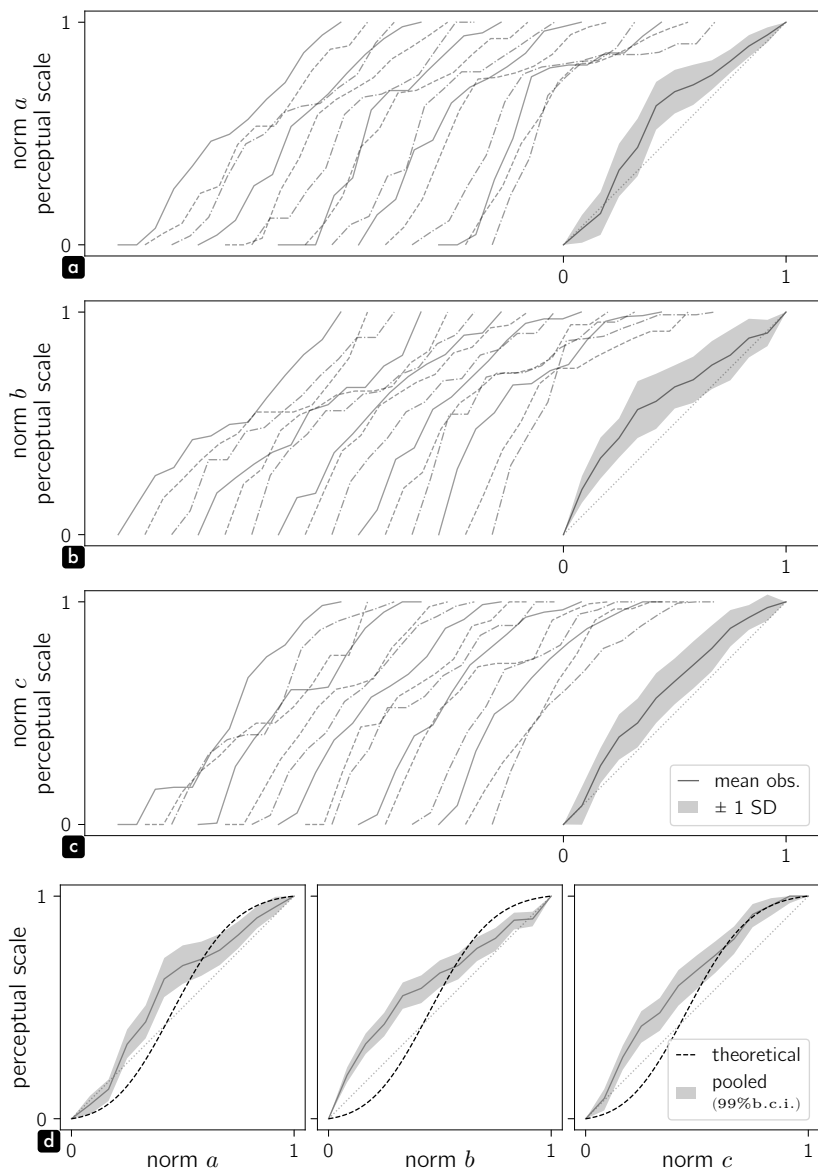 1
norm a
perceptual scale
0
a
0 1
1
norm b
perceptual scale
0
b
0 1
1
norm c
perceptual scale
mean obs.
± 1 SD
0
c
0 1
1
perceptual scale
theoretical
pooled
(99%b.c.i.)
0
d
0 1 0 1 0 1
norm a norm b norm c